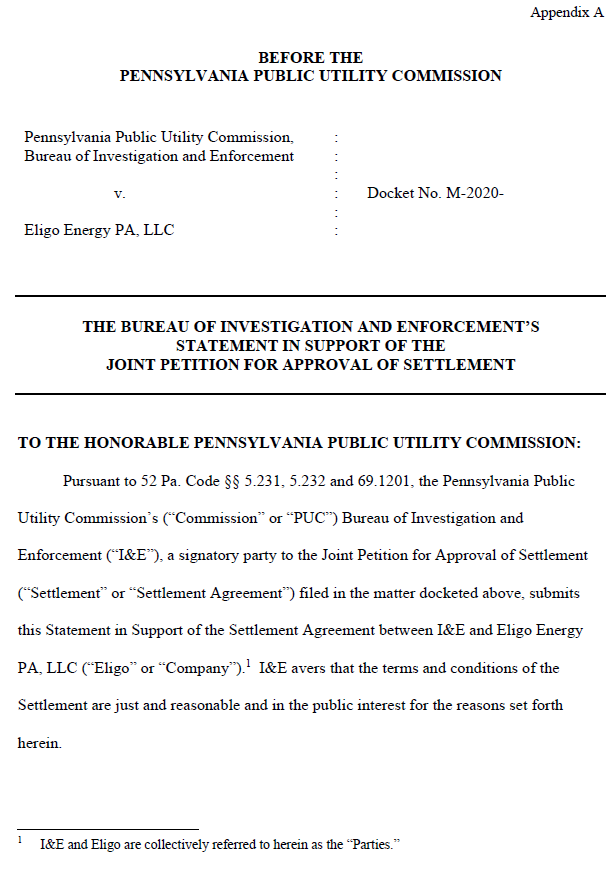 Appendix A
BEFORE THE
PENNSYLVANIA PUBLIC UTILITY COMMISSION
Pennsylvania Public Utility Commission, :
Bureau of Investigation and Enforcement :
:
v. : Docket No. M-2020-
:
Eligo Energy PA, LLC :
THE BUREAU OF INVESTIGATION AND ENFORCEMENT’S
STATEMENT IN SUPPORT OF THE
JOINT PETITION FOR APPROVAL OF SETTLEMENT
TO THE HONORABLE PENNSYLVANIA PUBLIC UTILITY COMMISSION:
Pursuant to 52 Pa. Code §§ 5.231, 5.232 and 69.1201, the Pennsylvania Public
Utility Commission’s (“Commission” or “PUC”) Bureau of Investigation and
Enforcement (“I&E”), a signatory party to the Joint Petition for Approval of Settlement
(“Settlement” or “Settlement Agreement”) filed in the matter docketed above, submits
this Statement in Support of the Settlement Agreement between I&E and Eligo Energy
PA, LLC (“Eligo” or “Company”).1 I&E avers that the terms and conditions of the
Settlement are just and reasonable and in the public interest for the reasons set forth
herein.
1 I&E and Eligo are collectively referred to herein as the “Parties.”